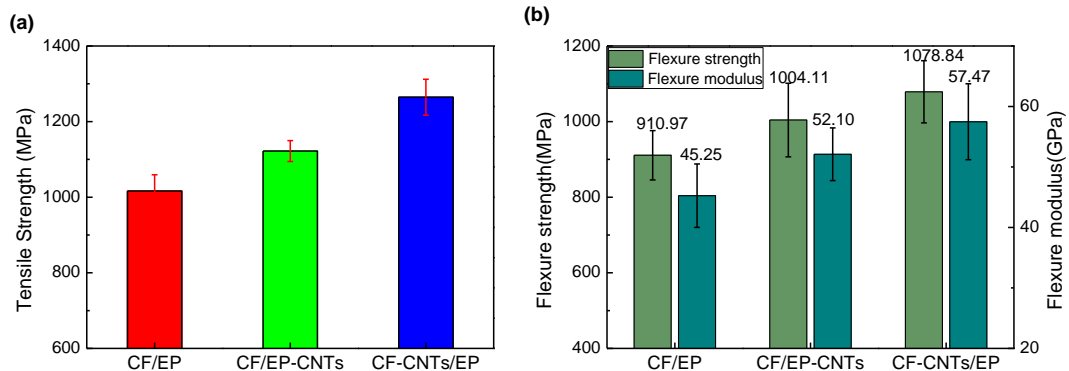 (a)
Tensile Strength (MPa)
1400
1200
1000
800
600
CF/EP
CF/EP-CNTs
CF-CNTs/EP
(b)
Flexure strength(MPa)
1200
1000
800
600
400
Flexure strength
Flexure modulus
910.97
45.25
1004.11
52.10
1078.84
57.47
CF/EP
CF/EP-CNTs
CF-CNTs/EP
60
40
20
Flexure modulus(GPa)